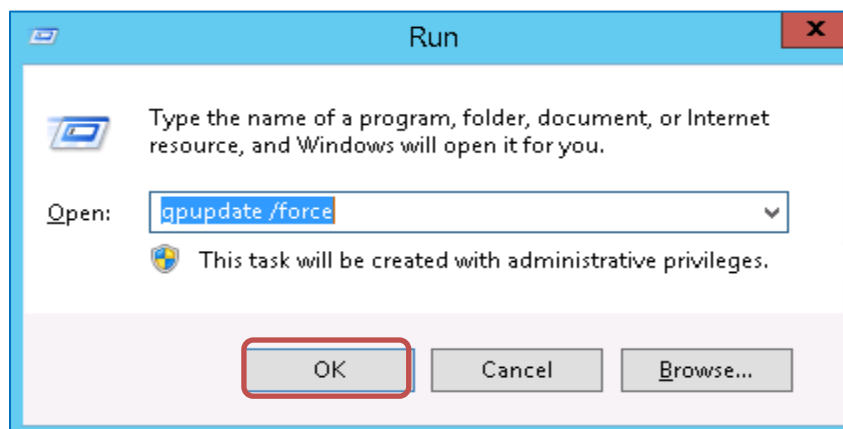 Run
x
Type the name of a program, folder, document, or Internet
resource, and Windows will open it for you.
Open: gpupdate /force
This task will be created with administrative privileges.
OK Cancel Browse...